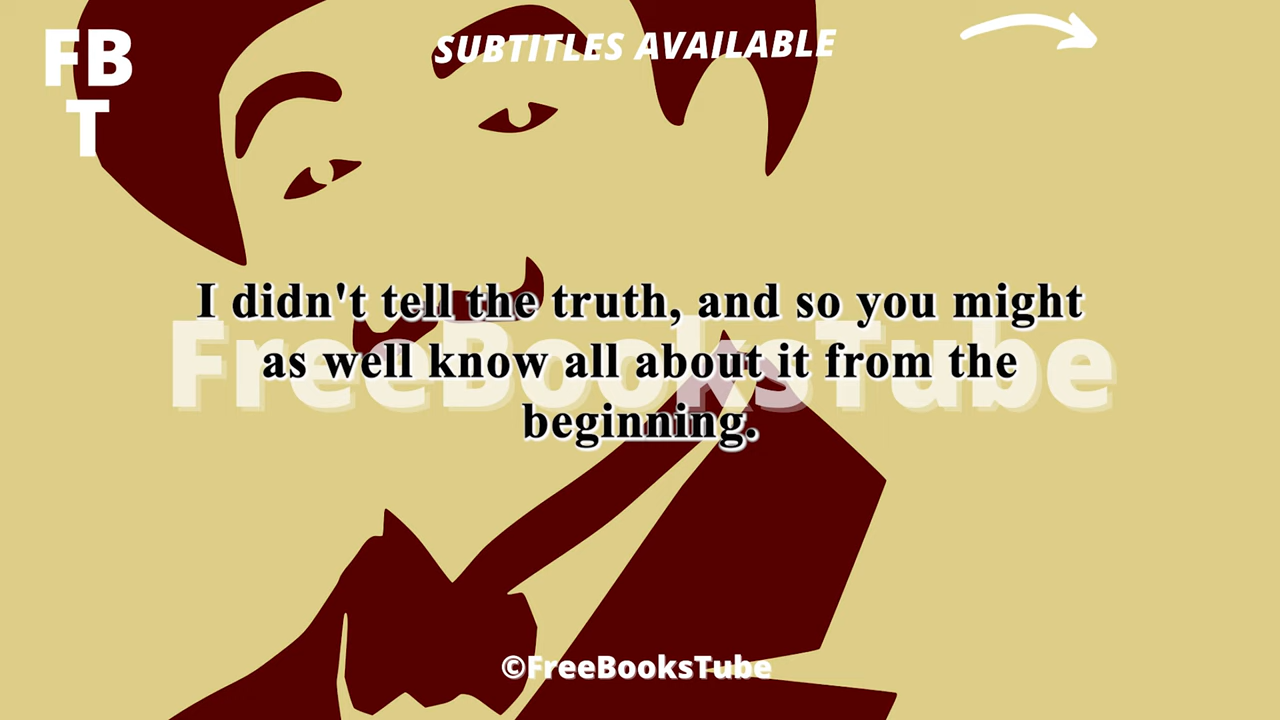 FB
T
SUBTITLES AVAILABLE
I didn't tell the truth, and so you might
as well know all about it from the
beginning.
FreeBooksTube
©FreeBooksTube